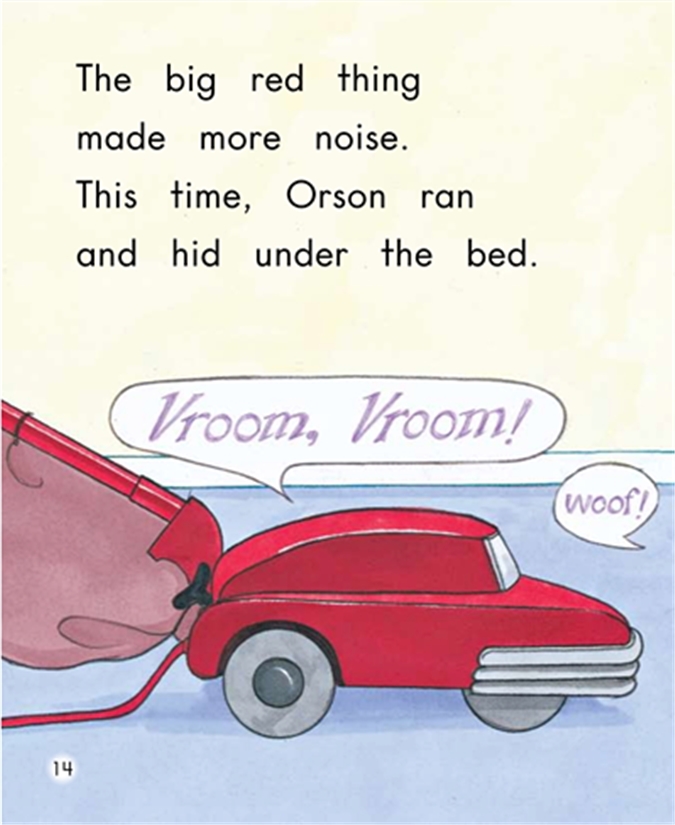 The big red thing
made more noise.
This time, Orson ran
and hid under the bed.
Vroom, Vroom!
woof!
14